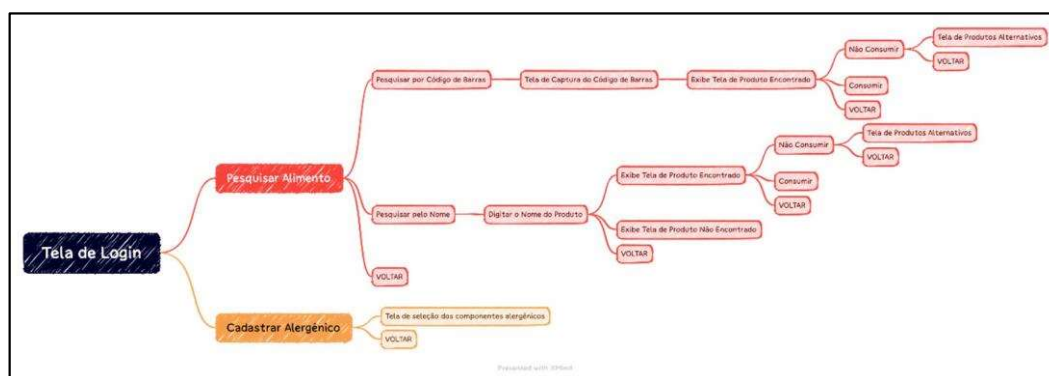 Tela de Login
Pesquisar Alimento
Pesquisar por Código de Barras
Tela de Captura do Código de Barras
Exibe Tela de Produto Encontrado
Não Consumir
Tela de Produtos Alternativos
VOLTAR
Consumir
VOLTAR
Pesquisar pelo Nome
Digitar o Nome do Produto
Exibe Tela de Produto Encontrado
Não Consumir
Tela de Produtos Alternativos
VOLTAR
Consumir
VOLTAR
Exibe Tela de Produto Não Encontrado
VOLTAR
VOLTAR
Cadastrar Alergênico
Tela de seleção dos componentes alergênicos
VOLTAR
Presented with XMind